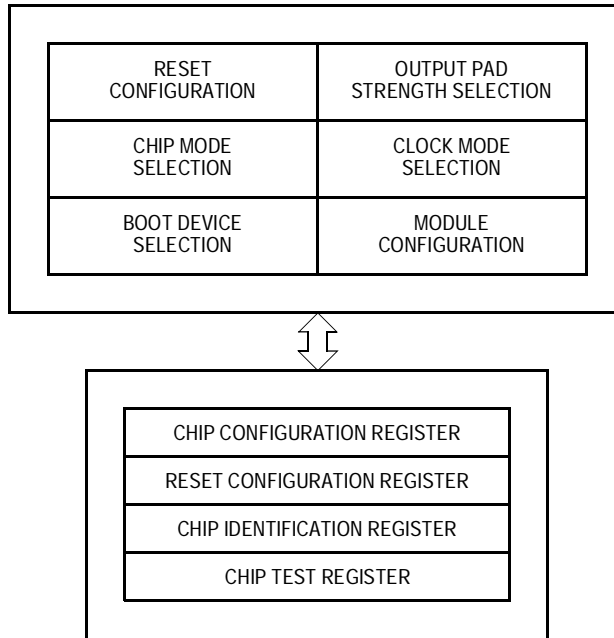 RESET
CONFIGURATION
OUTPUT PAD
STRENGTH SELECTION
CHIP MODE
SELECTION
CLOCK MODE
SELECTION
BOOT DEVICE
SELECTION
MODULE
CONFIGURATION
CHIP CONFIGURATION REGISTER
RESET CONFIGURATION REGISTER
CHIP IDENTIFICATION REGISTER
CHIP TEST REGISTER